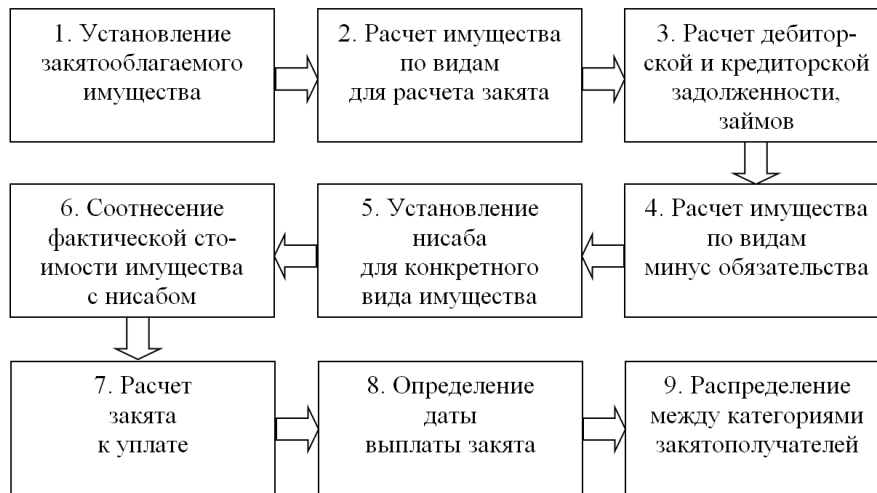 1. Установление
закятооблагаемого
имущества
2. Расчет имущества
по видам
для расчета закята
3. Расчет дебитор-
ской и кредиторской
задолженности,
займов
4. Расчет имущества
по видам
минус обязательства
5. Установление
нисаба
для конкретного
вида имущества
6. Соотнесение
фактической сто-
имости имущества
с нисабом
7. Расчет
закята
к уплате
8. Определение
даты
выплаты закята
9. Распределение
между категориями
закятополучателей